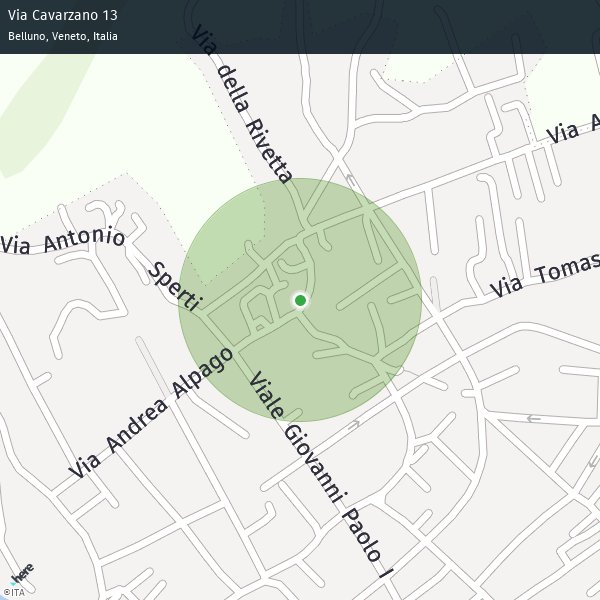 Via Cavarzano 13
Belluno, Veneto, Italia
Via della Rivetta
Via A
Via Antonio
Sperti
Via Tomas
Via Andrea Alpago
Viale Giovanni Paolo I
here
©ITA